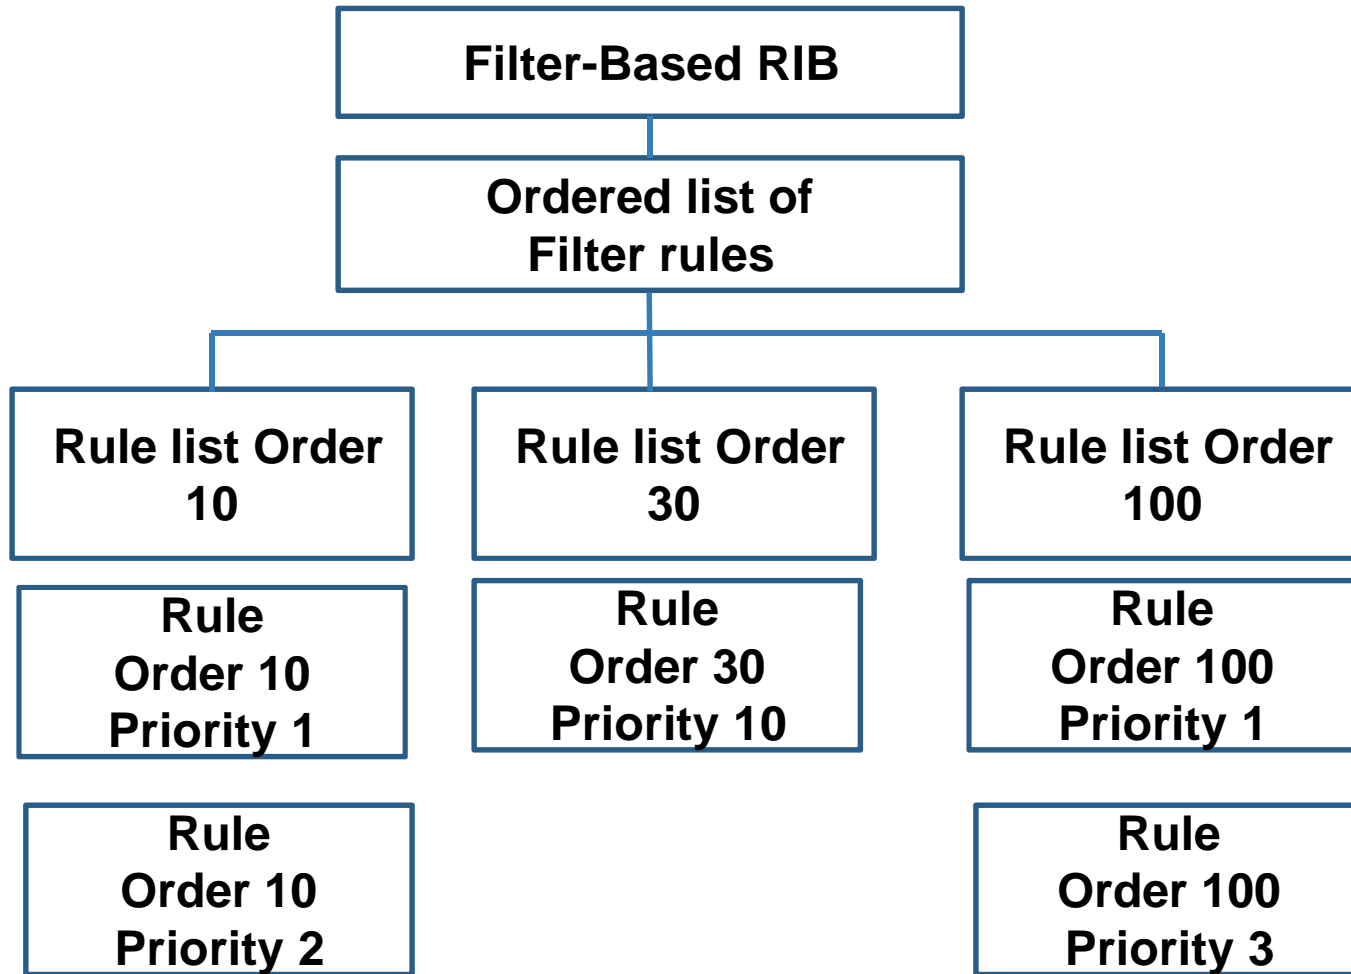 Filter-Based RIB
Ordered list of
Filter rules
Rule list Order
10
Rule list Order
30
Rule list Order
100
Rule
Order 10
Priority 1
Rule
Order 30
Priority 10
Rule
Order 100
Priority 1
Rule
Order 10
Priority 2
Rule
Order 100
Priority 3